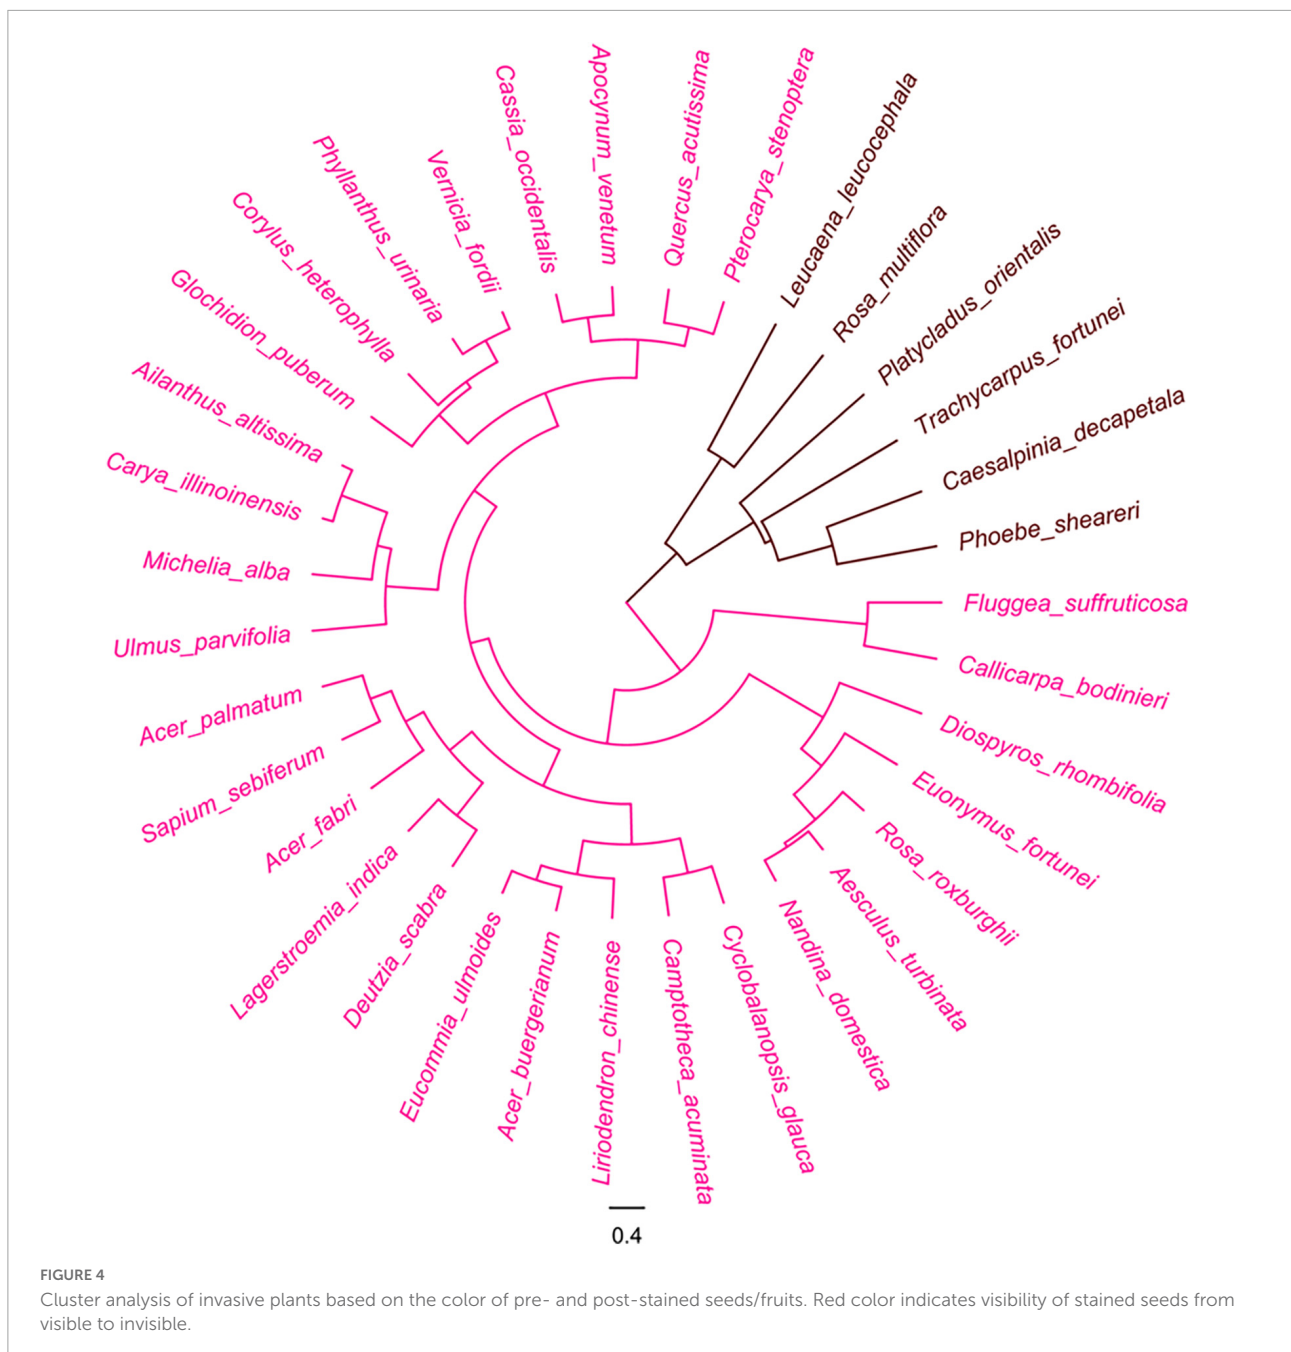 Leucaena_leucocephala
Rosa_multiflora
Platycladus_orientalis
Trachycarpus_fortunei
Caesalpinia_decapetala
Phoebe_sheareri
Fluggea_suffruticosa
Callicarpa_bodinieri
Diospyros_rhombifolia
Euonymus_fortunei
Rosa_roxburghii
Aesculus_turbinata
Nandina_domestica
Cyclobalanopsis_glauca
Camptotheca_acuminata
Liriodendron_chinense
Acer_buergerianum
Eucommia_ulmoides
Deutzia_scabra
Lagerstroemia_indica
Acer_fabri
Sapium_sebiferum
Acer_palmatum
Ulmus_parvifolia
Michelia_alba
Carya_illinoinensis
Ailanthus_altissima
Glochidion_puberum
Corylus_heterophylla
Phyllanthus_urinaria
Vernicia_fordii
Cassia_occidentalis
Apocynum_venetum
Quercus_acutissima
Pterocarya_stenoptera
0.4
FIGURE 4
Cluster analysis of invasive plants based on the color of pre- and post-stained seeds/fruits. Red color indicates visibility of stained seeds from
visible to invisible.